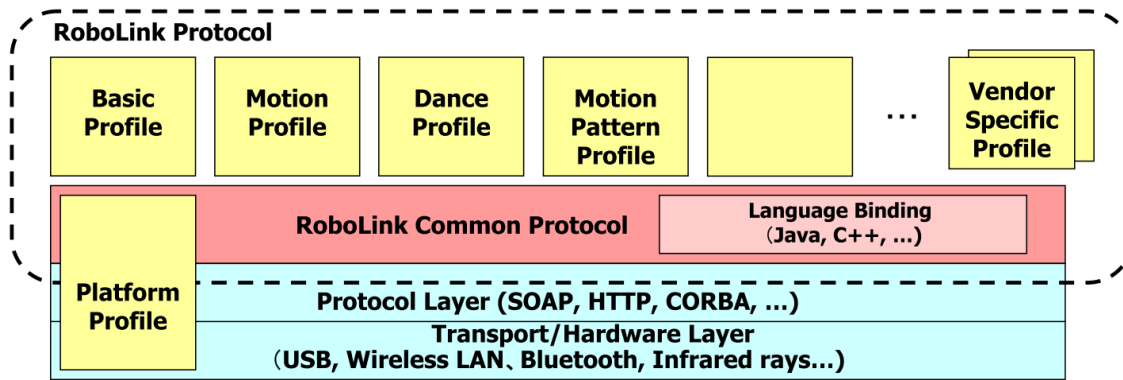 RoboLink Protocol
Basic
Profile
Motion
Profile
Dance
Profile
Motion
Pattern
Profile
...
Vendor
Specific
Profile
RoboLink Common Protocol
Language Binding
（Java, C++, ...）
Platform
Profile
Protocol Layer (SOAP, HTTP, CORBA, ...)
Transport/Hardware Layer
（USB, Wireless LAN、Bluetooth, Infrared rays...）